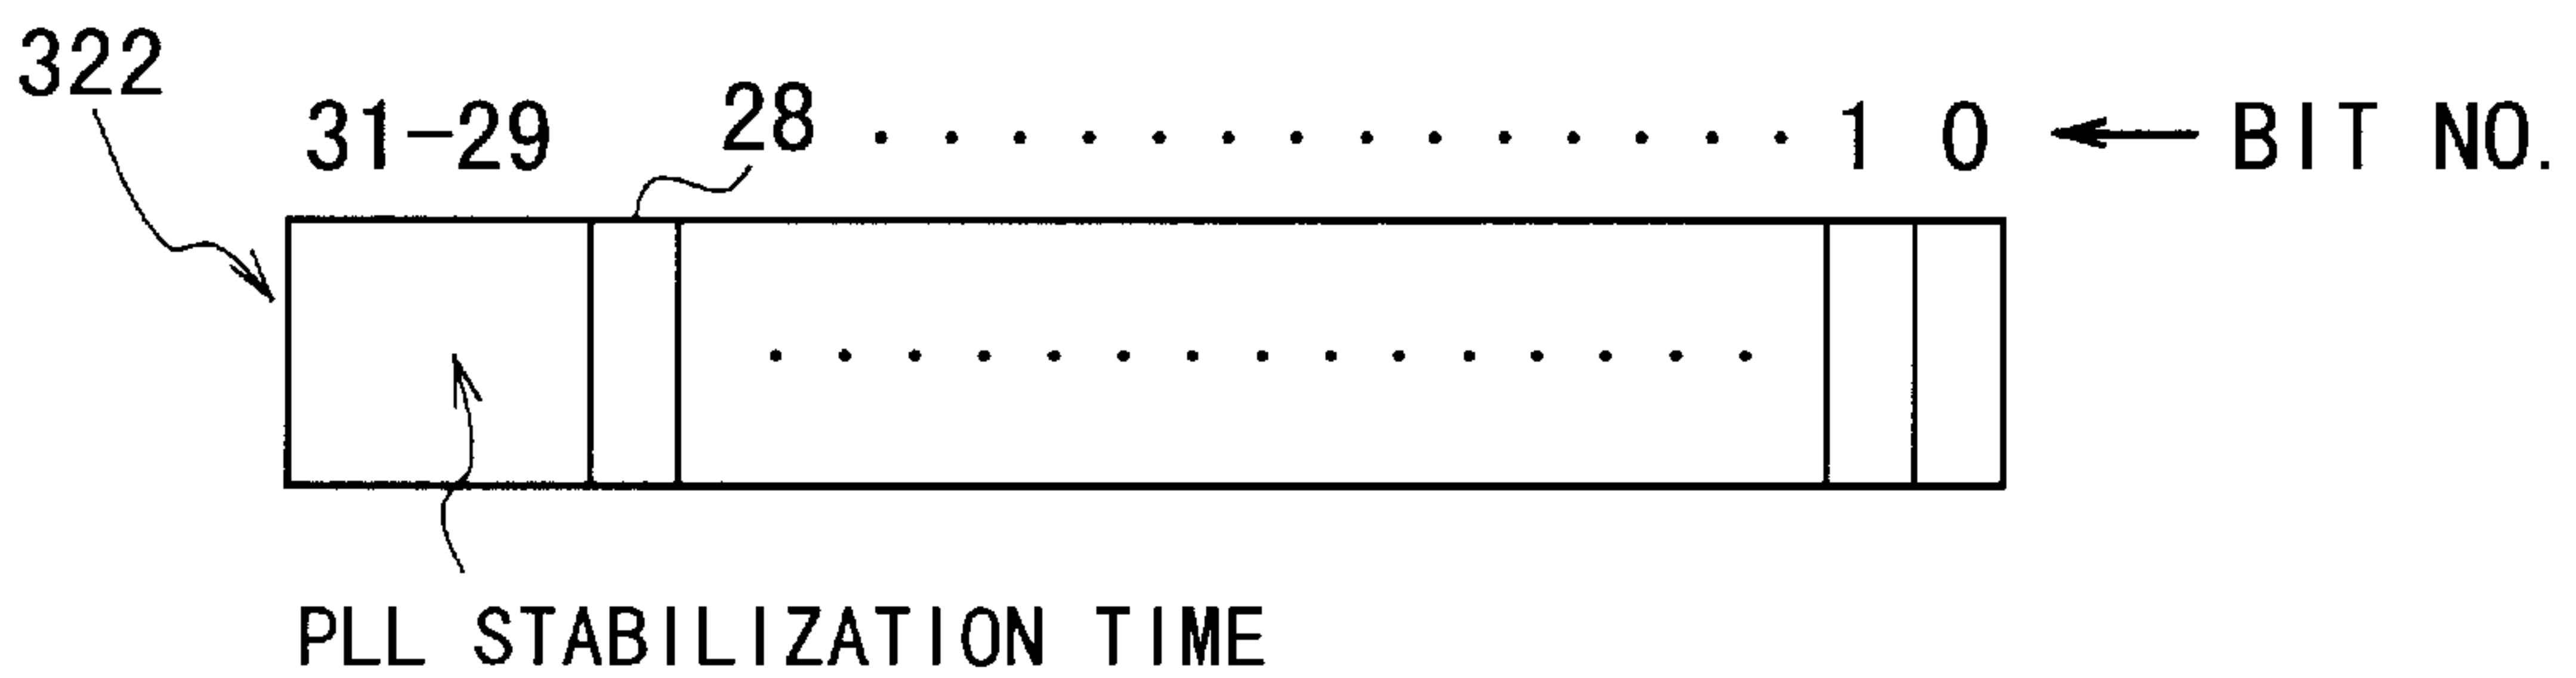 322
31-29 28 · · · · · · · · · · · · · · 1 0 ← BIT NO.
· · · · · · · · · · · · · · ·
PLL STABILIZATION TIME